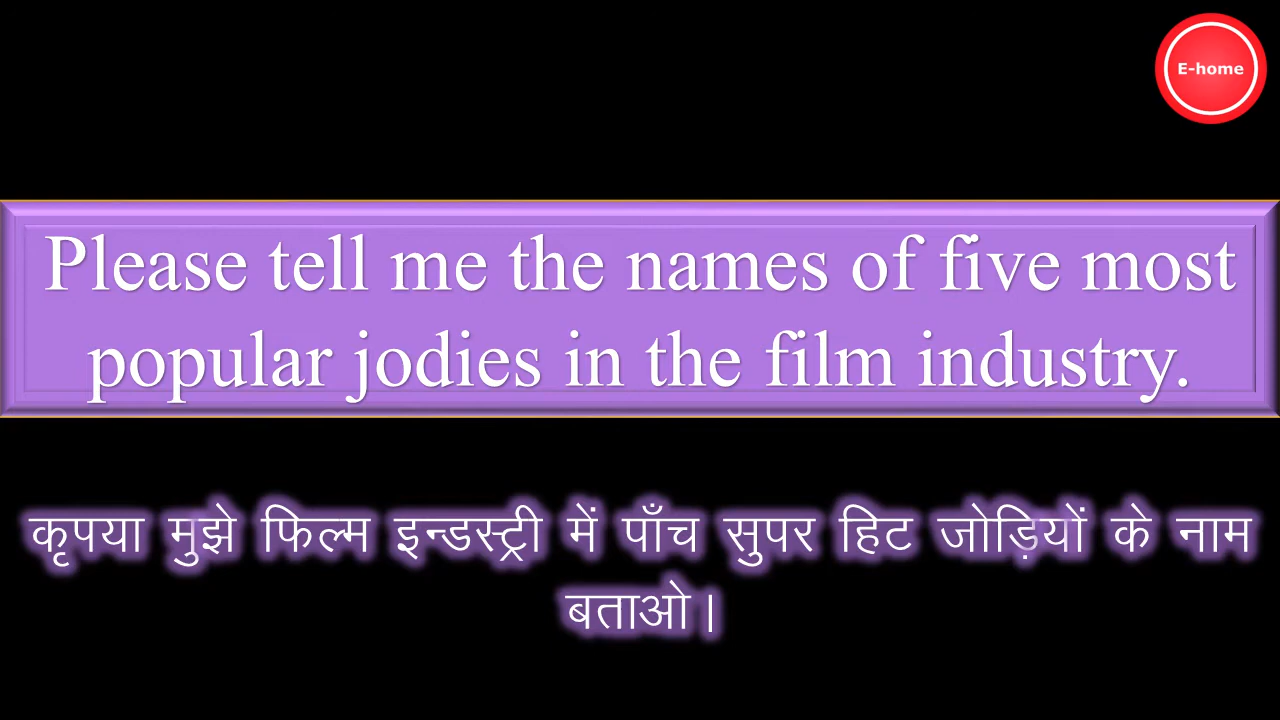 E-home
Please tell me the names of five most
popular jodies in the film industry.
कृपया मुझे फिल्म इन्डस्ट्री में पाँच सुपर हिट जोड़ियों के नाम
बताओ।